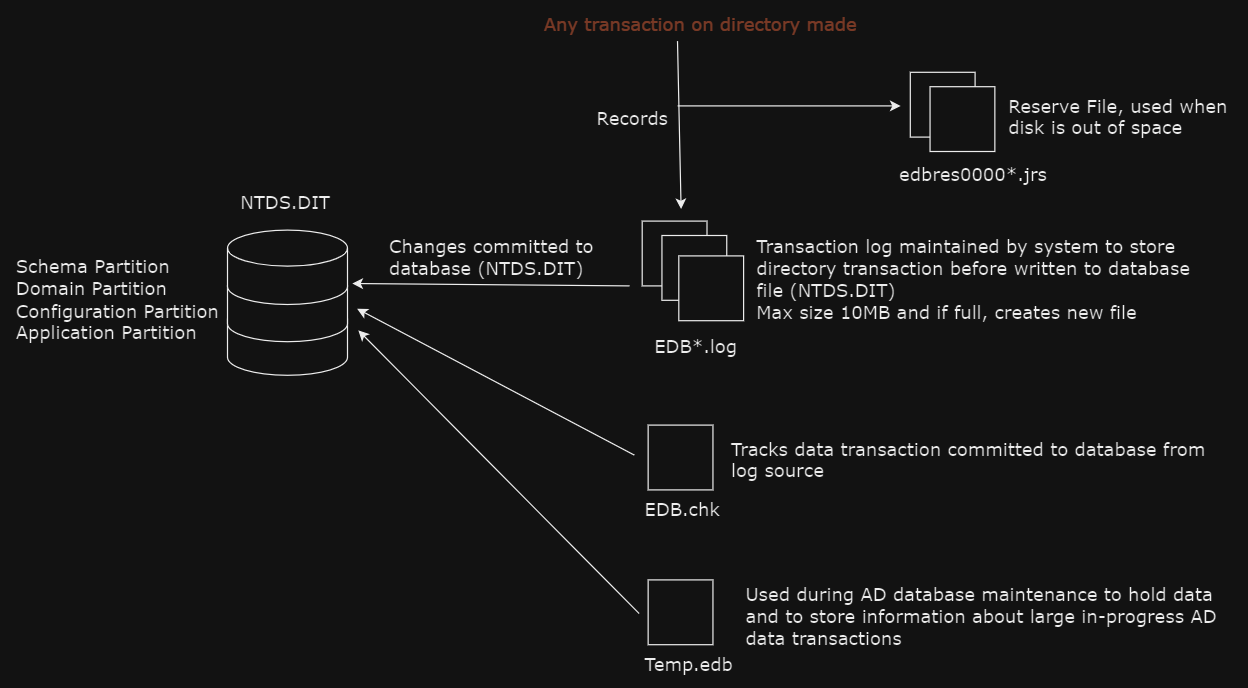 Any transaction on directory made
Records
Reserve File, used when
disk is out of space
edbres0000*.jrs
NTDS.DIT
Schema Partition
Domain Partition
Configuration Partition
Application Partition
Changes committed to
database (NTDS.DIT)
Transaction log maintained by system to store
directory transaction before written to database
file (NTDS.DIT)
Max size 10MB and if full, creates new file
EDB*.log
Tracks data transaction committed to database from
log source
EDB.chk
Used during AD database maintenance to hold data
and to store information about large in-progress AD
data transactions
Temp.edb